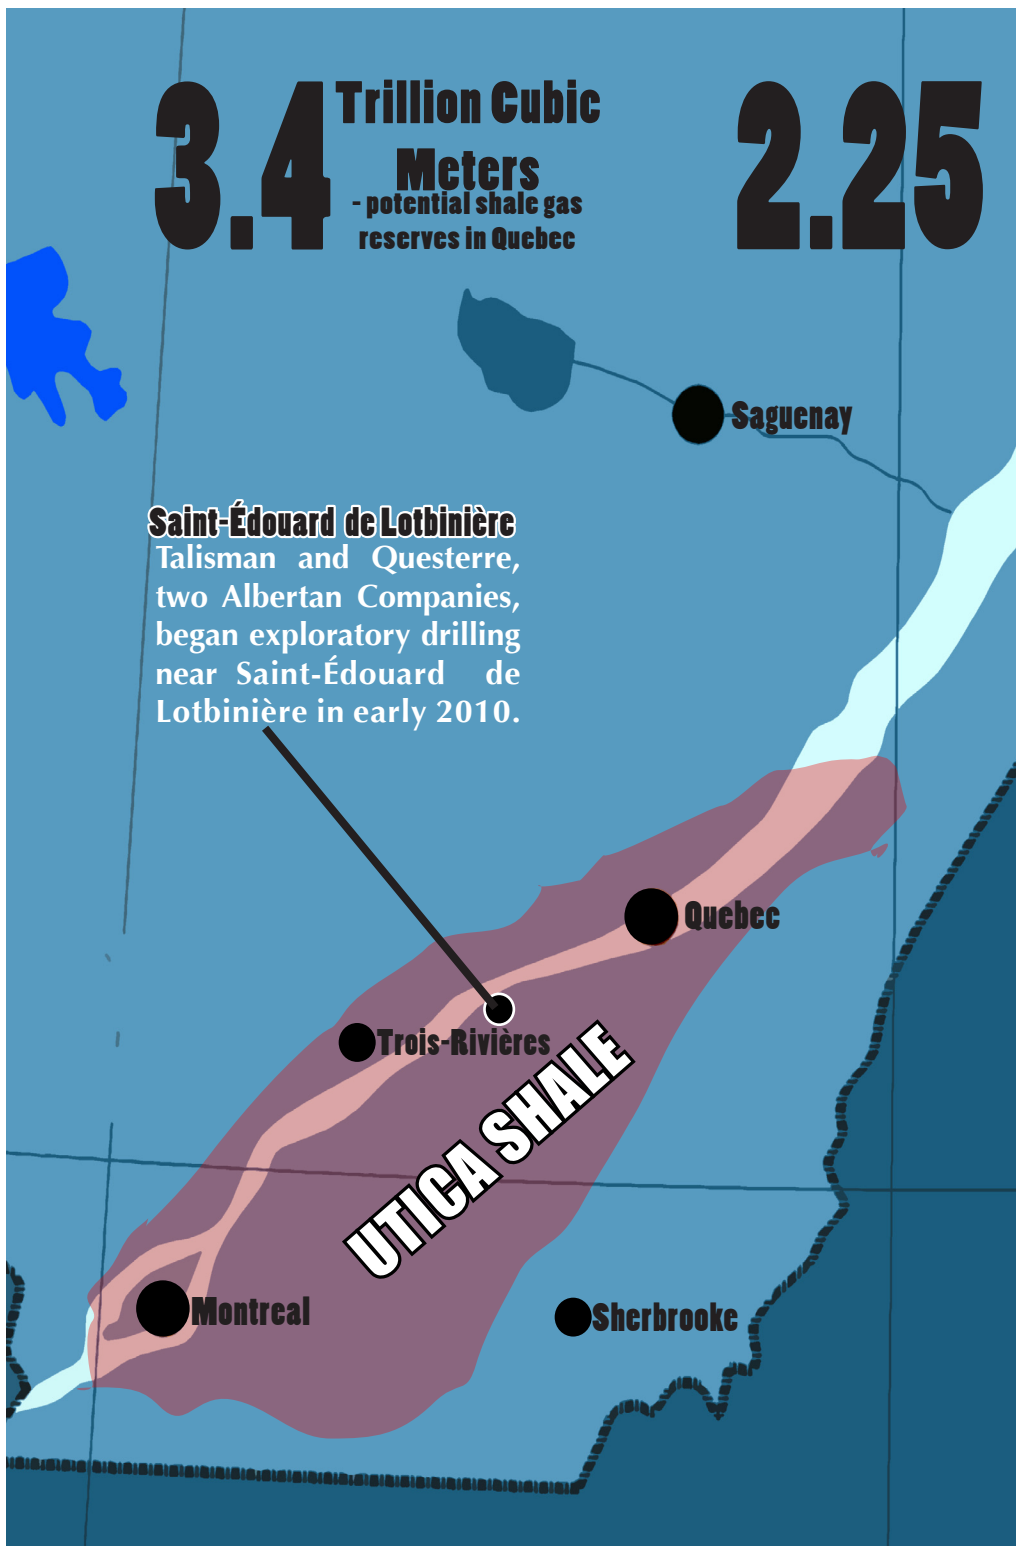 3.4
Trillion Cubic
Meters
- potential shale gas
reserves in Quebec
2.25
Saguenay
Saint-Édouard de Lotbinière
Talisman and Questerre,
two Albertan Companies,
began exploratory drilling
near Saint-Édouard de
Lotbinière in early 2010.
Quebec
Trois-Rivières
UTICA SHALE
Montreal
Sherbrooke